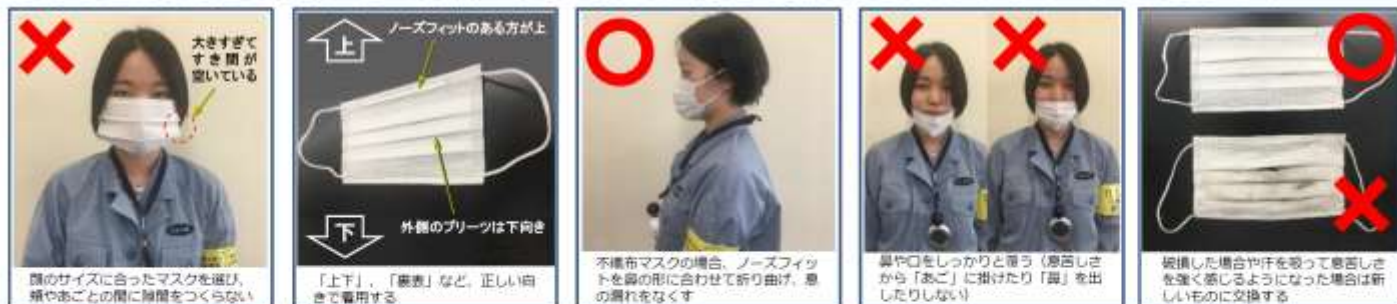 大きすぎて
すき間が
空いている
顔のサイズに合ったマスクを選び、
頬やあごとの間に隙間をつくらない
上
ノーズフィットのある方が上
下
外側のプリーツは下向き
「上下」、「裏表」など、正しい向
きで着用する
不織布マスクの場合、ノーズフィッ
トを鼻の形に合わせて折り曲げ、息
の漏れをなくす
鼻や口をしっかりと覆う（息苦しさ
から「あご」に掛けたり「鼻」を出
したりしない）
破損した場合や汗を吸って息苦しさ
を強く感じるようになった場合は新
しいものに交換する